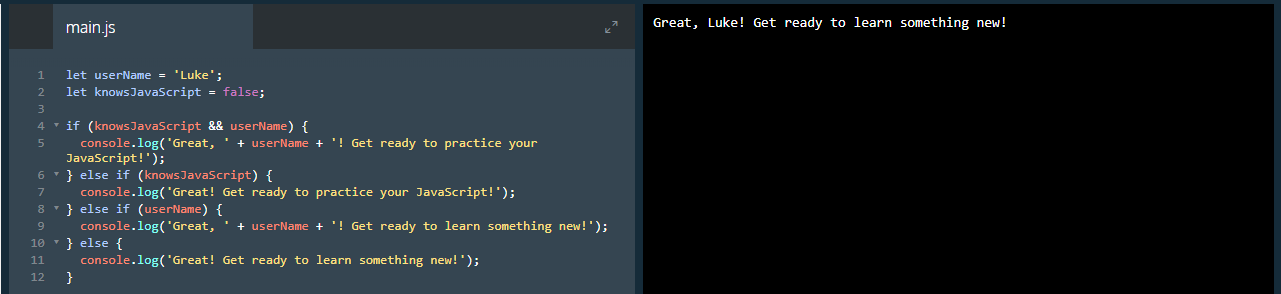 main.js
1 let userName = 'Luke';
2 let knowsJavaScript = false;
3
4 if (knowsJavaScript && userName) {
5 console.log('Great, ' + userName + '! Get ready to practice your
JavaScript!');
6 } else if (knowsJavaScript) {
7 console.log('Great! Get ready to practice your JavaScript!');
8 } else if (userName) {
9 console.log('Great, ' + userName + '! Get ready to learn something new!');
10 } else {
11 console.log('Great! Get ready to learn something new!');
12 }
Great, Luke! Get ready to learn something new!